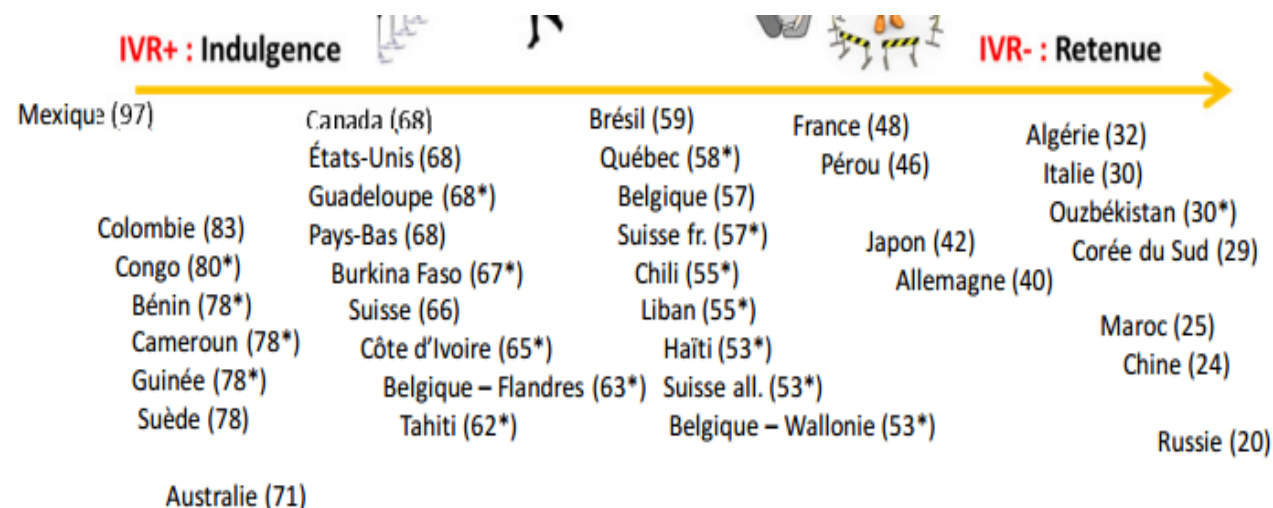 IVR+ : Indulgence
IVR- : Retenue
Mexique (97)
Colombie (83)
Congo (80*)
Bénin (78*)
Cameroun (78*)
Guinée (78*)
Suède (78)
Australie (71)
Canada (68)
États-Unis (68)
Guadeloupe (68*)
Pays-Bas (68)
Burkina Faso (67*)
Suisse (66)
Côte d'Ivoire (65*)
Belgique – Flandres (63*)
Tahiti (62*)
Brésil (59)
Québec (58*)
Belgique (57)
Suisse fr. (57*)
Chili (55*)
Liban (55*)
Haïti (53*)
Suisse all. (53*)
Belgique – Wallonie (53*)
France (48)
Pérou (46)
Japon (42)
Allemagne (40)
Algérie (32)
Italie (30)
Ouzbékistan (30*)
Corée du Sud (29)
Maroc (25)
Chine (24)
Russie (20)